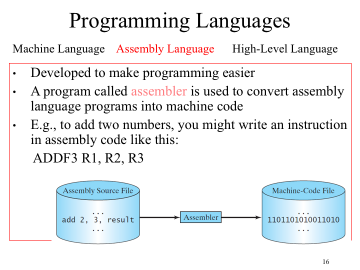 Programming Languages
Machine Language Assembly Language High-Level Language
• Developed to make programming easier
• A program called assembler is used to convert assembly
language programs into machine code
• E.g., to add two numbers, you might write an instruction
in assembly code like this:
ADDF3 R1, R2, R3
Assembly Source File
...
add 2, 3, result
...
Assembler
Machine-Code File
...
1101101010011010
...
16